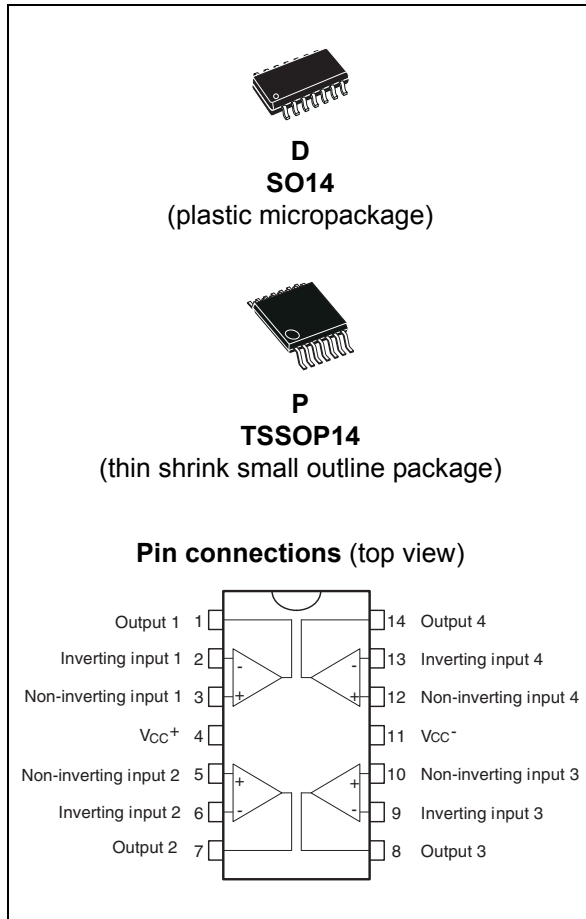 D
SO14
(plastic micropackage)
P
TSSOP14
(thin shrink small outline package)
Pin connections (top view)
Output 1 1 14 Output 4
Inverting input 1 2 - - 13 Inverting input 4
Non-inverting input 1 3 + + 12 Non-inverting input 4
VCC+ 4 11 VCC-
Non-inverting input 2 5 + + 10 Non-inverting input 3
Inverting input 2 6 - - 9 Inverting input 3
Output 2 7 8 Output 3